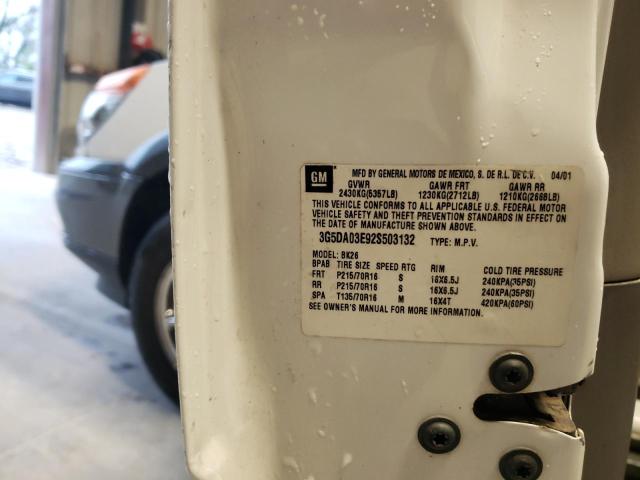 GM
MFD BY GENERAL MOTORS DE MEXICO, S. DE R.L. DE C.V. 04/01
GVWR GAWR FRT GAWR RR
2430KG(5357LB) 1230KG(2712LB) 1210KG(2668LB)
THIS VEHICLE CONFORMS TO ALL APPLICABLE U.S. FEDERAL MOTOR
VEHICLE SAFETY AND THEFT PREVENTION STANDARDS IN EFFECT ON
THE DATE OF MANUFACTURE SHOWN ABOVE.
3G5DA03E92S503132 TYPE: M.P.V.
MODEL: BK26
BPAB TIRE SIZE SPEED RTG RIM COLD TIRE PRESSURE
FRT P215/70R16 S 16X6.5J 240KPA(35PSI)
RR P215/70R16 S 16X6.5J 240KPA(35PSI)
SPA T135/70R16 M 16X4T 420KPA(60PSI)
SEE OWNER'S MANUAL FOR MORE INFORMATION.